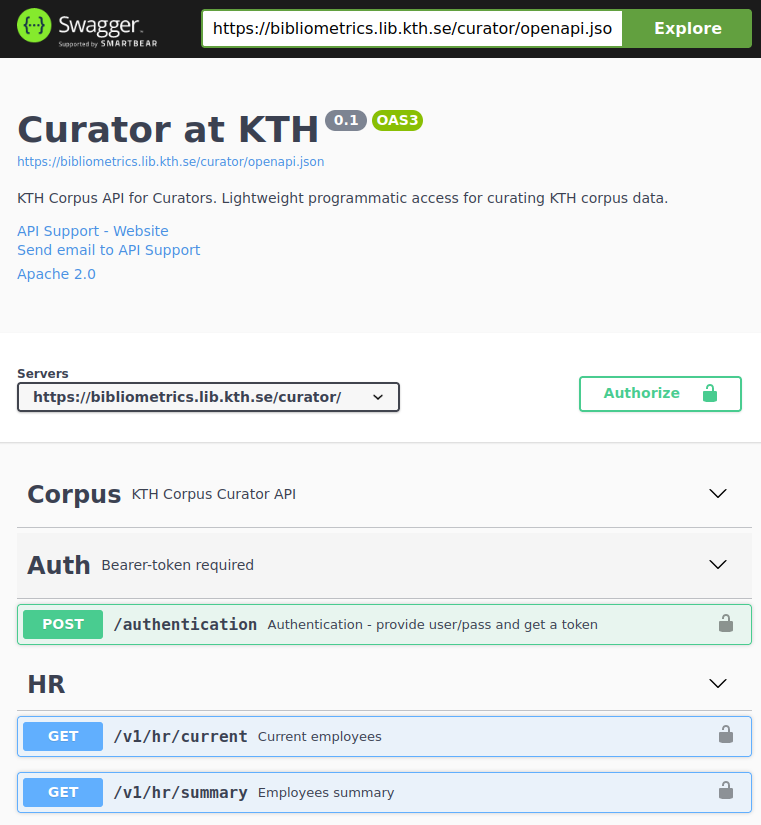 {···} Swagger.
Supported by SMARTBEAR
https://bibliometrics.lib.kth.se/curator/openapi.jso
Explore
Curator at KTH 0.1 OAS3
https://bibliometrics.lib.kth.se/curator/openapi.json
KTH Corpus API for Curators. Lightweight programmatic access for curating KTH corpus data.
API Support - Website
Send email to API Support
Apache 2.0
Servers
https://bibliometrics.lib.kth.se/curator/
Authorize
Corpus KTH Corpus Curator API
Auth Bearer-token required
POST /authentication Authentication - provide user/pass and get a token
HR
GET /v1/hr/current Current employees
GET /v1/hr/summary Employees summary